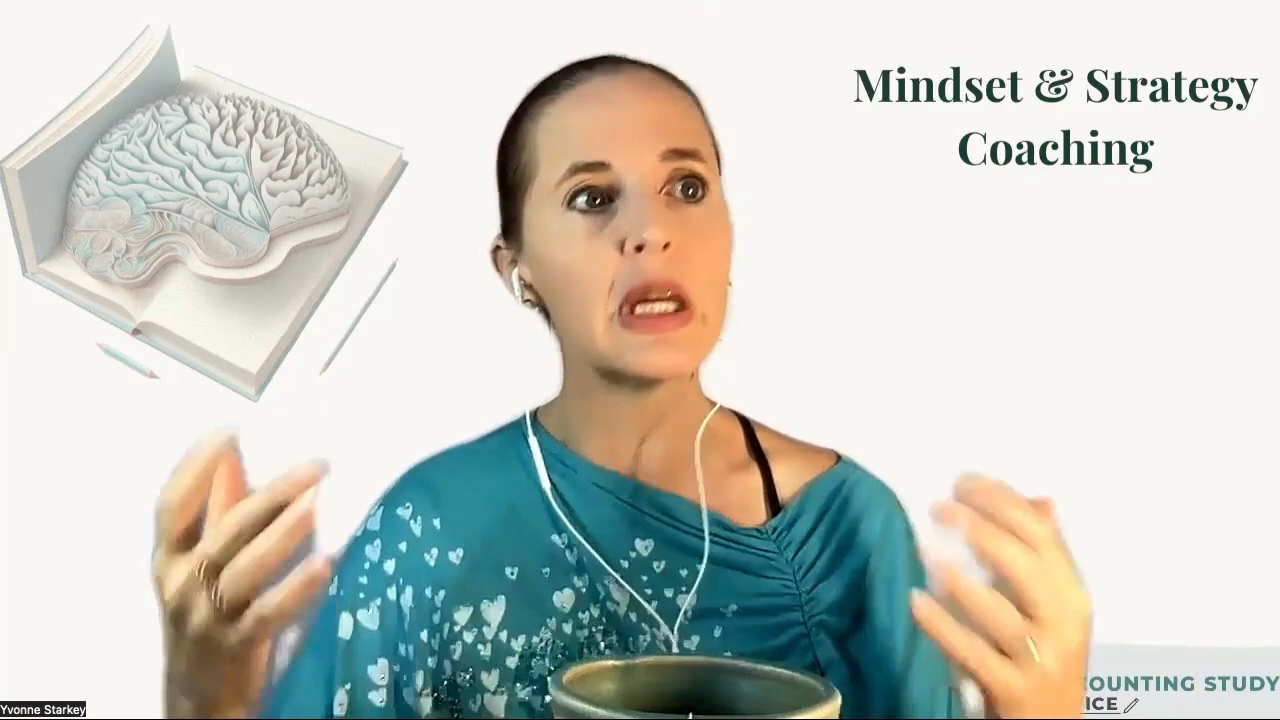 Mindset & Strategy
Coaching
OUNTING STUDY
ICE
Yvonne Starkey